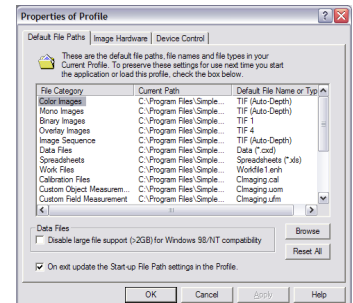 Properties of Profile
Default File Paths Image Hardware Device Control
These are the default file paths, file names and file types in your
Current Profile. To preserve these settings for use next time you start
the application or load this profile, check the box below.
File Category Current Path Default File Name or Typ
Color Images C:\Program Files\Simple... TIF (Auto-Depth)
Mono Images C:\Program Files\Simple... TIF (Auto-Depth)
Binary Images C:\Program Files\Simple... TIF 1
Overlay Images C:\Program Files\Simple... TIF 4
Image Sequence C:\Program Files\Simple... TIF (Auto-Depth)
Data Files C:\Program Files\Simple... Data (*.cxd)
Spreadsheets C:\Program Files\Simple... Spreadsheets (*.xls)
Work Files C:\Program Files\Simple... Workfile1.enh
Calibration Files C:\Program Files\Simple... CImaging.cal
Custom Object Measurem... C:\Program Files\Simple... CImaging.uom
Custom Field Measurement C:\Program Files\Simple... CImaging.ufm
Data Files
Disable large file support (>2GB) for Windows 98/NT compatibility
Browse
Reset All
On exit update the Start-up File Path settings in the Profile.
OK Cancel Apply Help